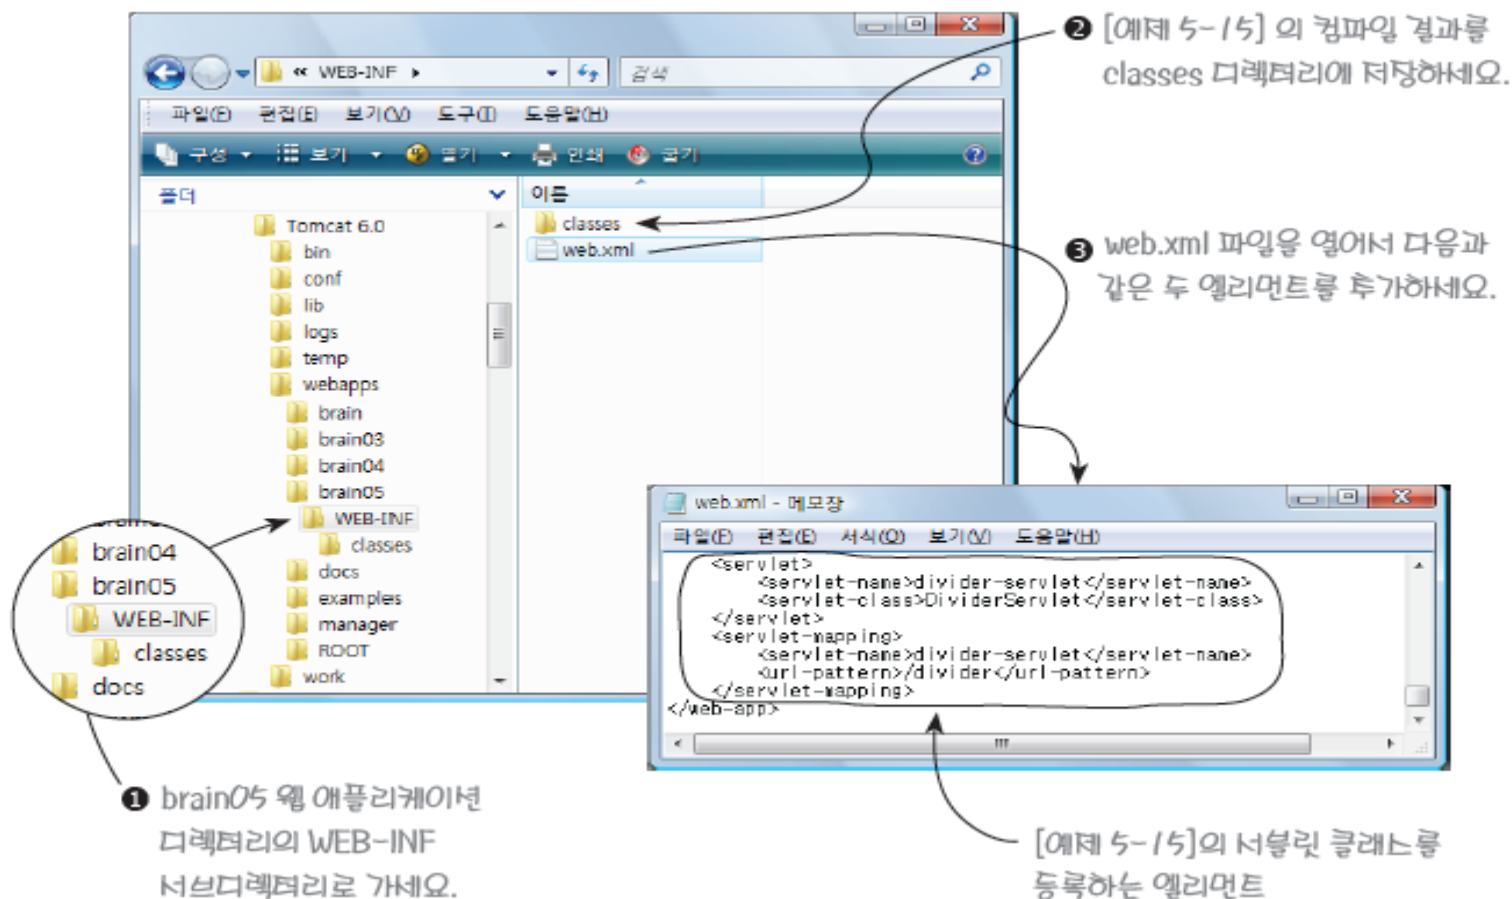 ❷ [예제 5-15] 의 컴파일 결과를
classes 디렉터리에 저장하세요.
« WEB-INF ▸
검색
파일(F) 편집(E) 보기(V) 도구(T) 도움말(H)
구성 보기 열기 인쇄 굽기
폴더
이름
Tomcat 6.0
bin
conf
lib
logs
temp
webapps
brain
brain03
brain04
brain05
WEB-INF
classes
docs
examples
manager
ROOT
work
classes
web.xml
❸ web.xml 파일을 열어서 다음과
같은 두 엘리먼트를 추가하세요.
brain04
brain05
WEB-INF
classes
docs
web.xml - 메모장
파일(F) 편집(E) 서식(O) 보기(V) 도움말(H)
<servlet>
<servlet-name>divider-servlet</servlet-name>
<servlet-class>DividerServlet</servlet-class>
</servlet>
<servlet-mapping>
<servlet-name>divider-servlet</servlet-name>
<url-pattern>/divider</url-pattern>
</servlet-mapping>
</web-app>
❶ brain05 웹 애플리케이션
디렉터리의 WEB-INF
서브디렉터리로 가세요.
[예제 5-15]의 서블릿 클래스를
등록하는 엘리먼트